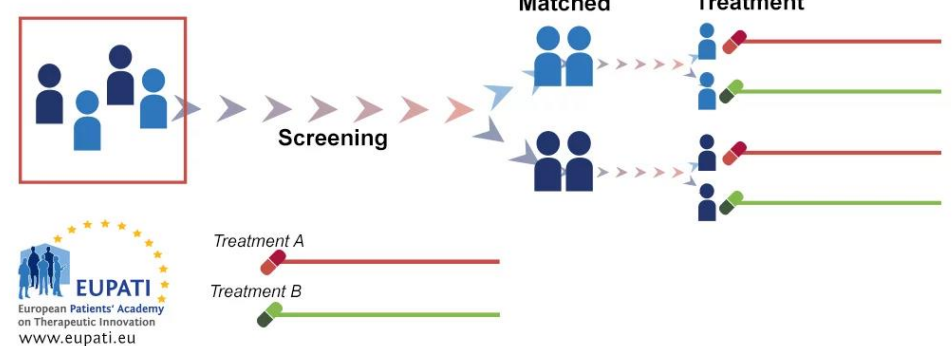 Matched
Treatment
Screening
Treatment A
Treatment B
EUPATI
European Patients' Academy
on Therapeutic Innovation
www.eupati.eu